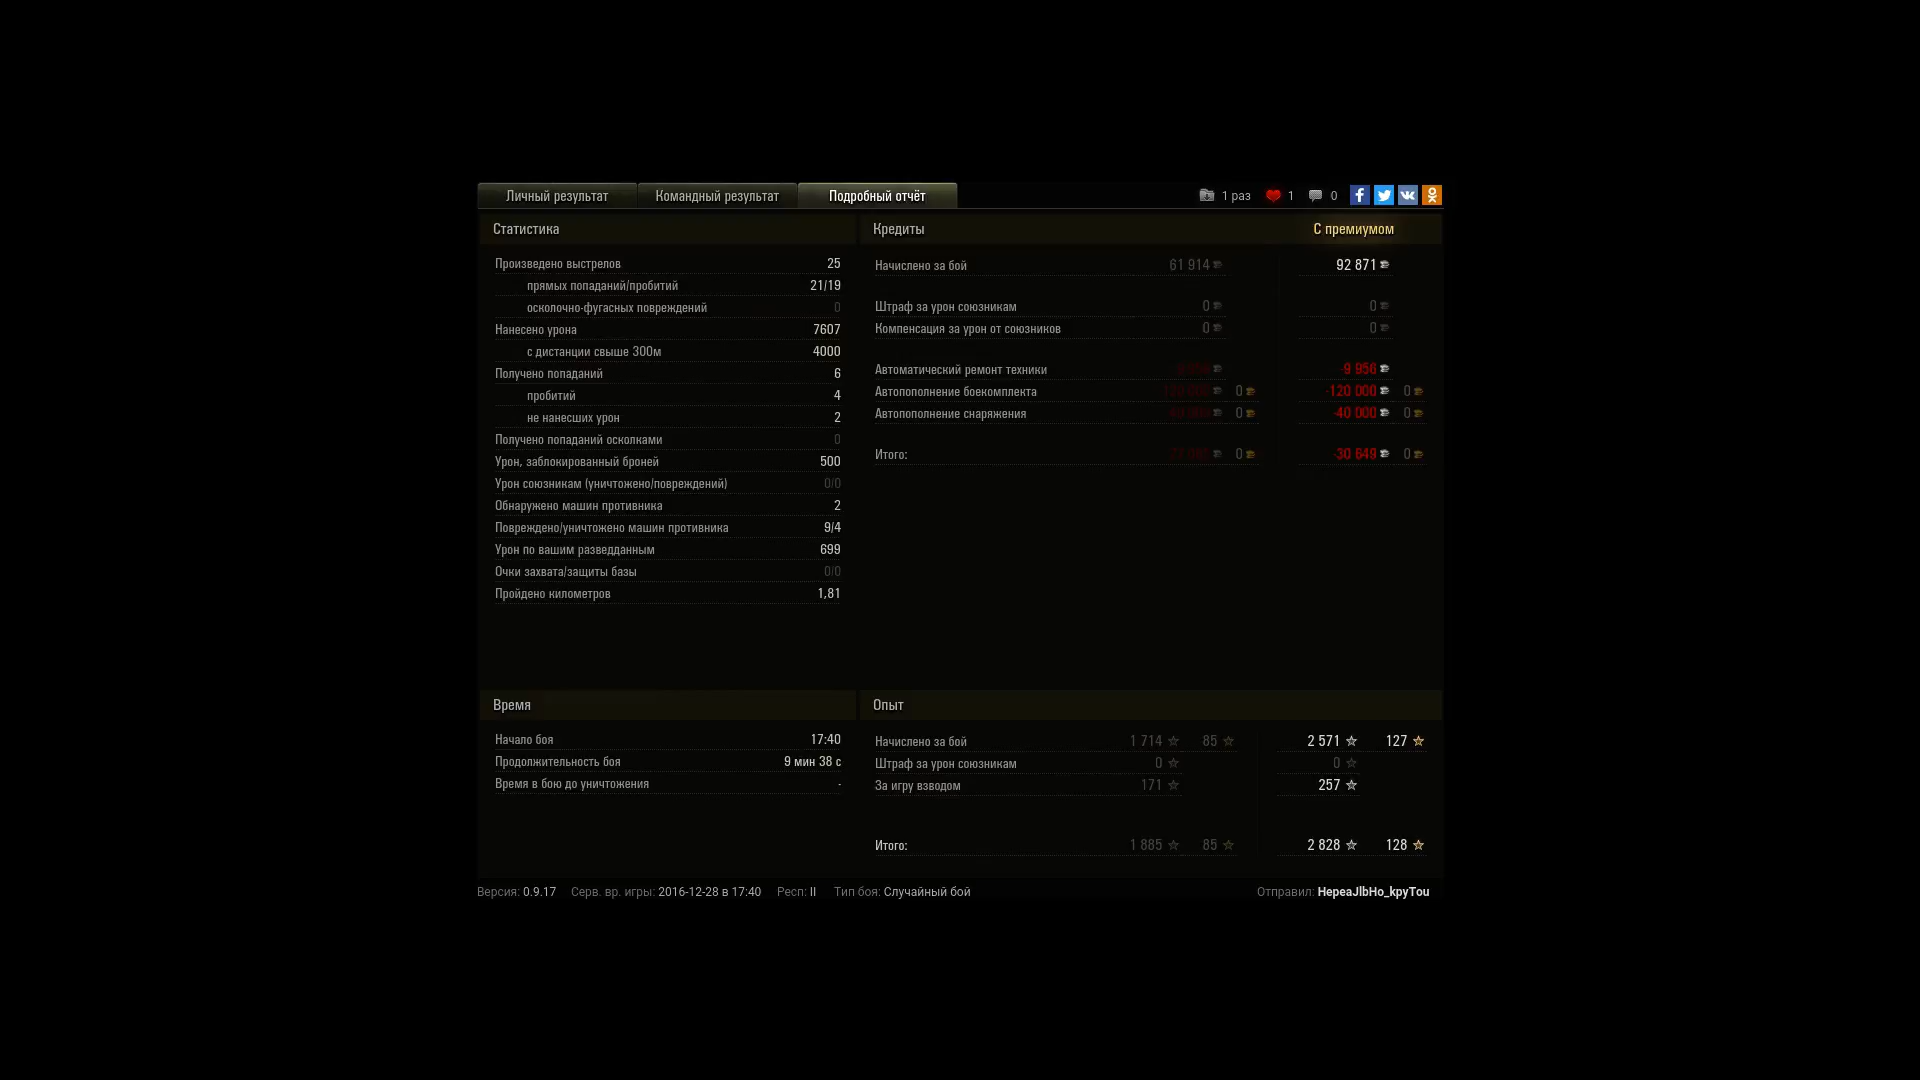 Личный результат Командный результат Подробный отчёт 1 раз 1 0
Статистика
Произведено выстрелов 25
прямых попаданий/пробитий 21/19
осколочно-фугасных повреждений 0
Нанесено урона 7607
с дистанции свыше 300м 4000
Получено попаданий 6
пробитий 4
не нанесших урон 2
Получено попаданий осколками 0
Урон, заблокированный броней 500
Урон союзникам (уничтожено/повреждений) 0/0
Обнаружено машин противника 2
Повреждено/уничтожено машин противника 9/4
Урон по вашим разведданным 699
Очки захвата/защиты базы 0/0
Пройдено километров 1,81
Кредиты С премиумом
Начислено за бой 61 914 92 871
Штраф за урон союзникам 0 0
Компенсация за урон от союзников 0 0
Автоматический ремонт техники -9 956
Автопополнение боекомплекта 0 -120 000 0
Автопополнение снаряжения 0 -40 000 0
Итого: 0 -30 649 0
Время
Начало боя 17:40
Продолжительность боя 9 мин 38 с
Время в бою до уничтожения -
Опыт
Начислено за бой 1 714 85 2 571 127
Штраф за урон союзникам 0 0
За игру взводом 171 257
Итого: 1 885 85 2 828 128
Версия: 0.9.17 Серв. вр. игры: 2016-12-28 в 17:40 Респ: II Тип боя: Случайный бой Отправил: HepeaJlbHo_kpyTou